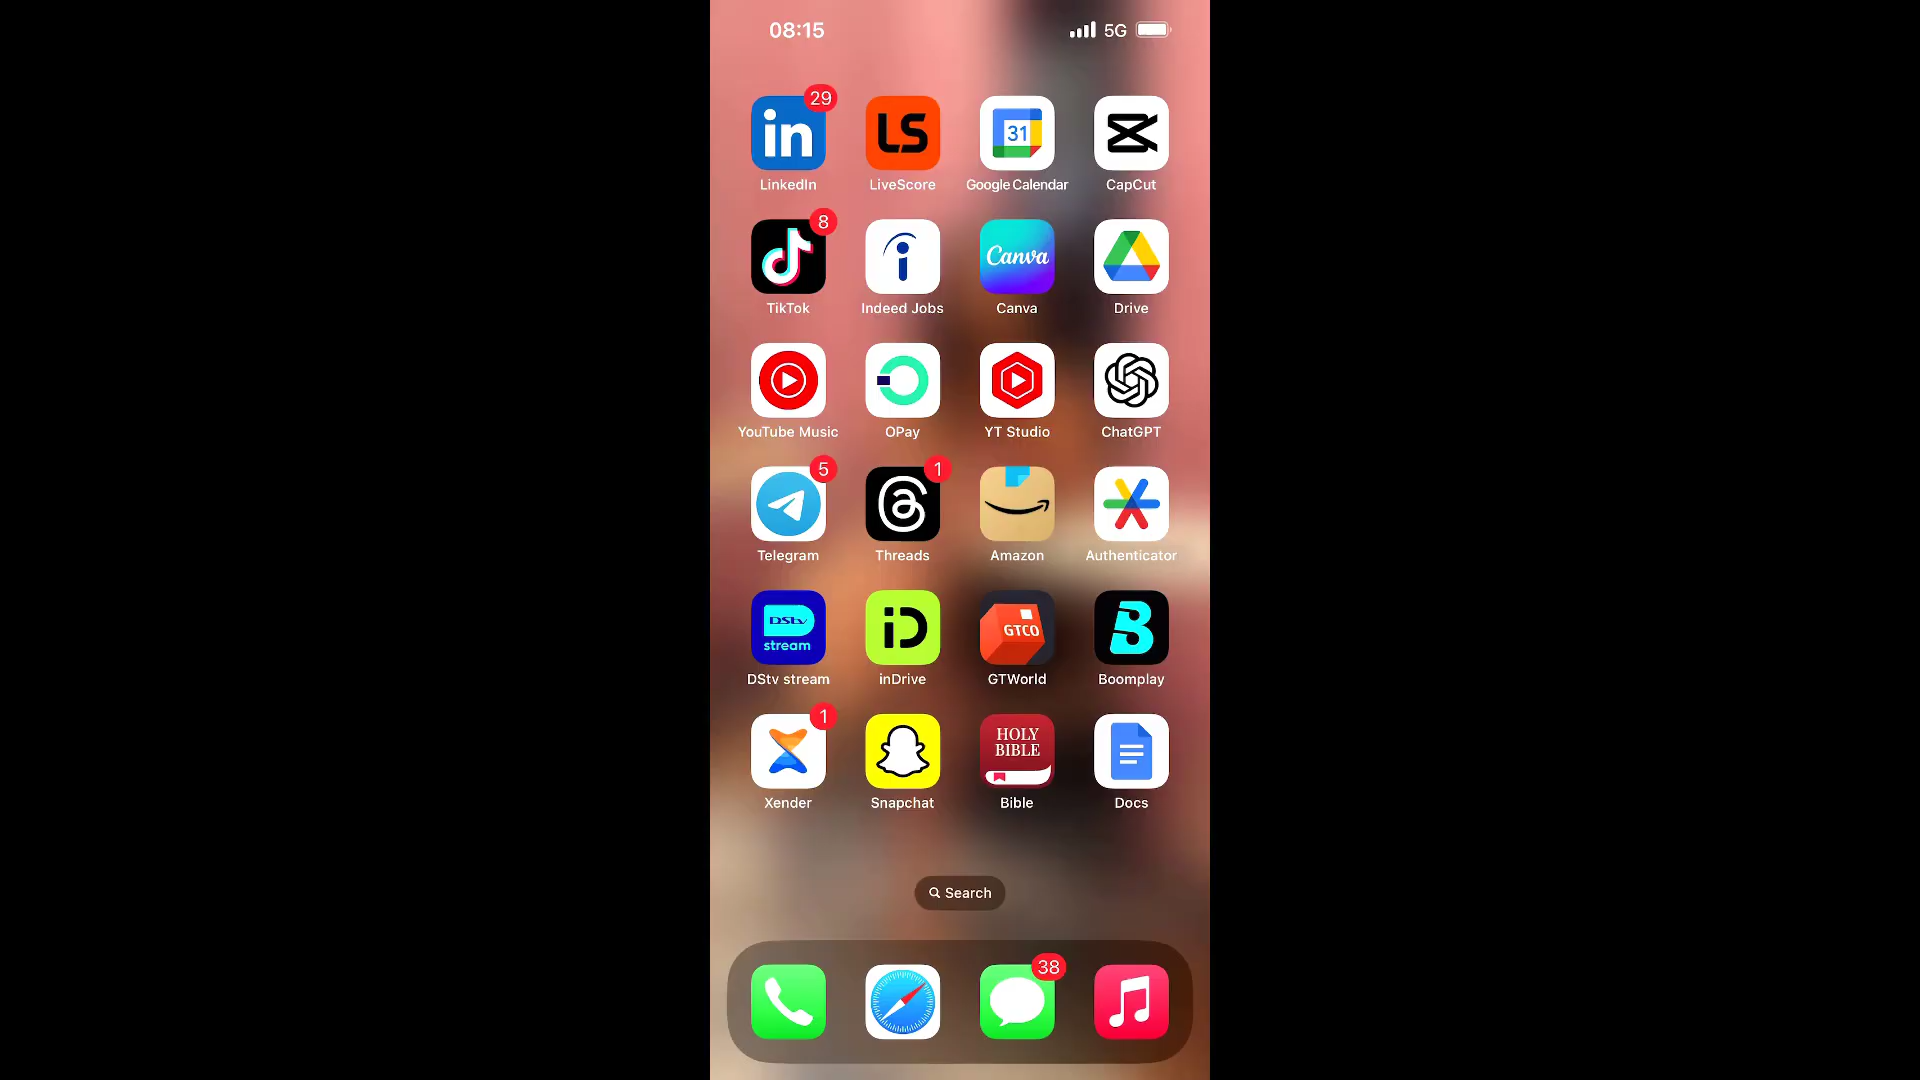 08:15
5G
29
in
LS
31
LinkedIn
LiveScore
Google Calendar
CapCut
8
i
Canva
TikTok
Indeed Jobs
Canva
Drive
YouTube Music
OPay
YT Studio
ChatGPT
5
1
Telegram
Threads
Amazon
Authenticator
DStv
stream
iD
GTCO
B
DStv stream
inDrive
GTWorld
Boomplay
1
HOLY
BIBLE
Xender
Snapchat
Bible
Docs
Search
38